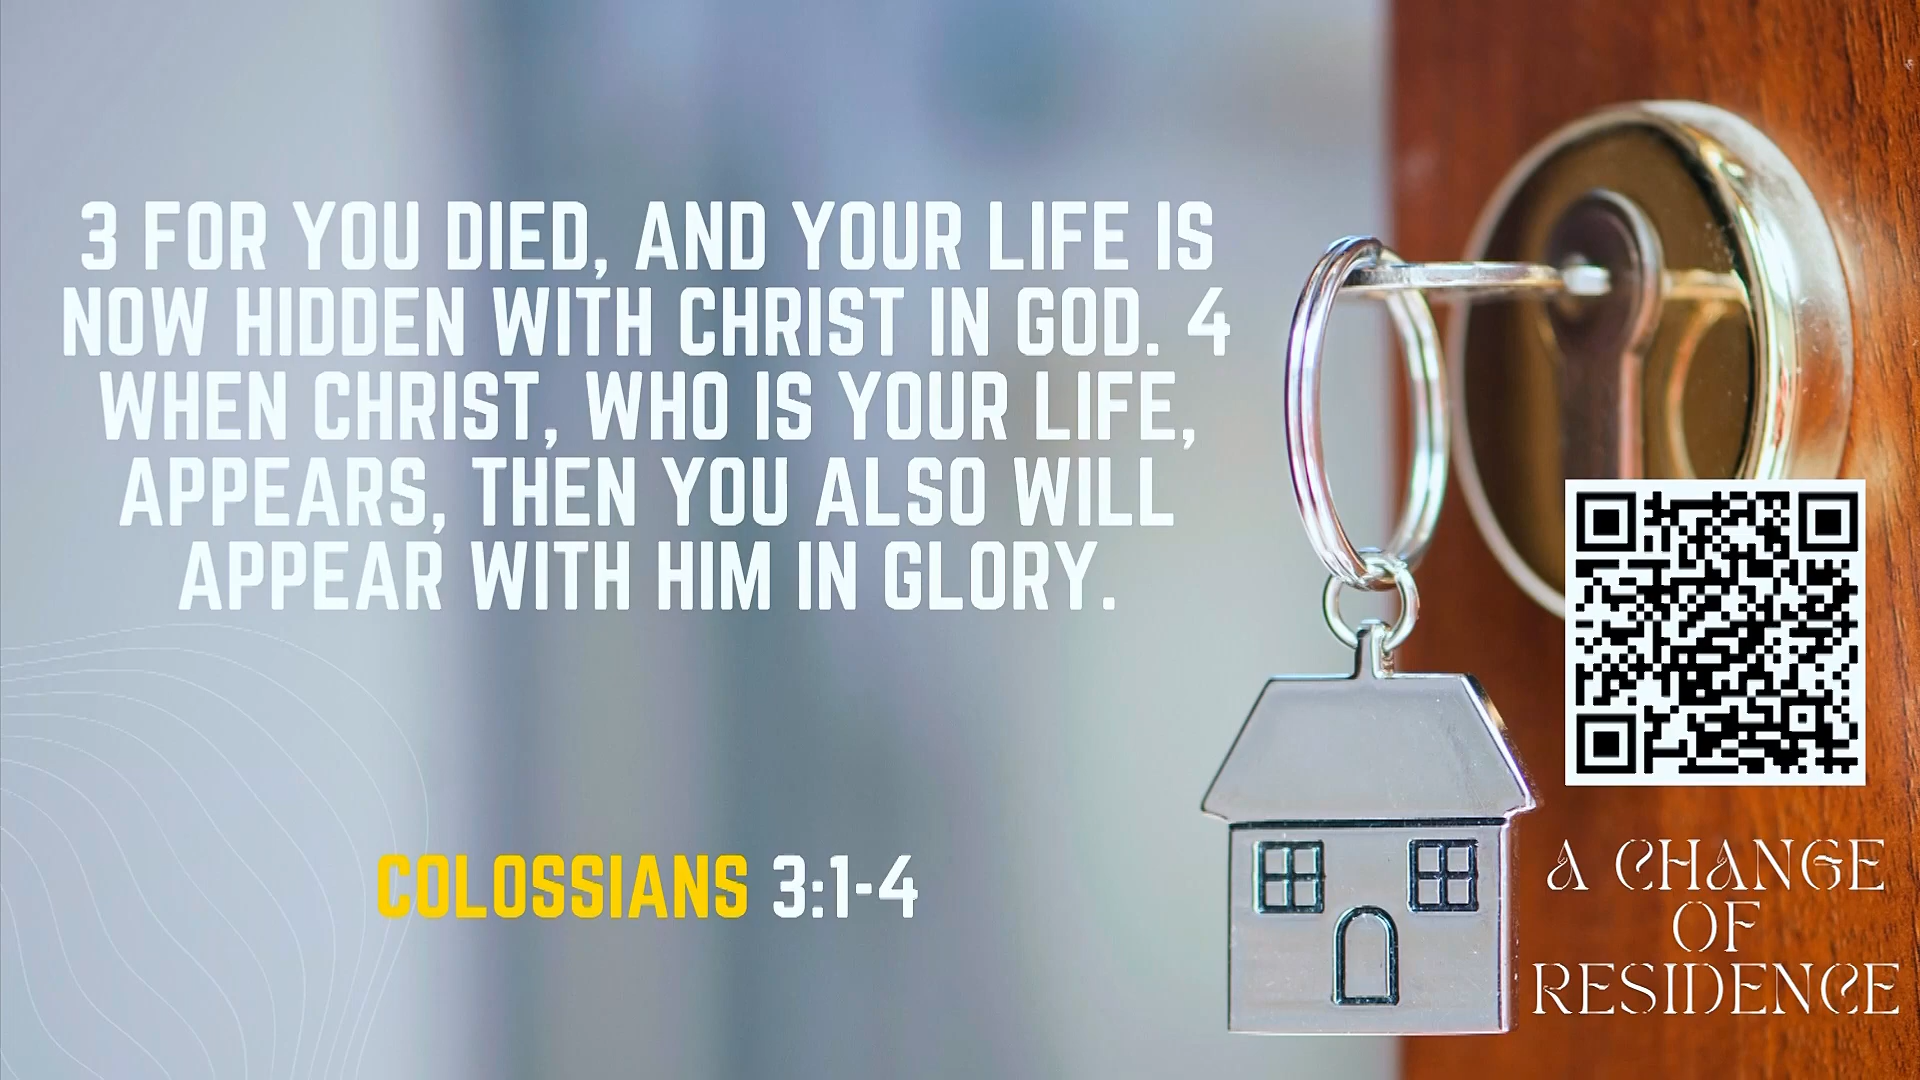 3 FOR YOU DIED, AND YOUR LIFE IS
NOW HIDDEN WITH CHRIST IN GOD. 4
WHEN CHRIST, WHO IS YOUR LIFE,
APPEARS, THEN YOU ALSO WILL
APPEAR WITH HIM IN GLORY.
COLOSSIANS 3:1-4
A CHANGE
OF
RESIDENCE